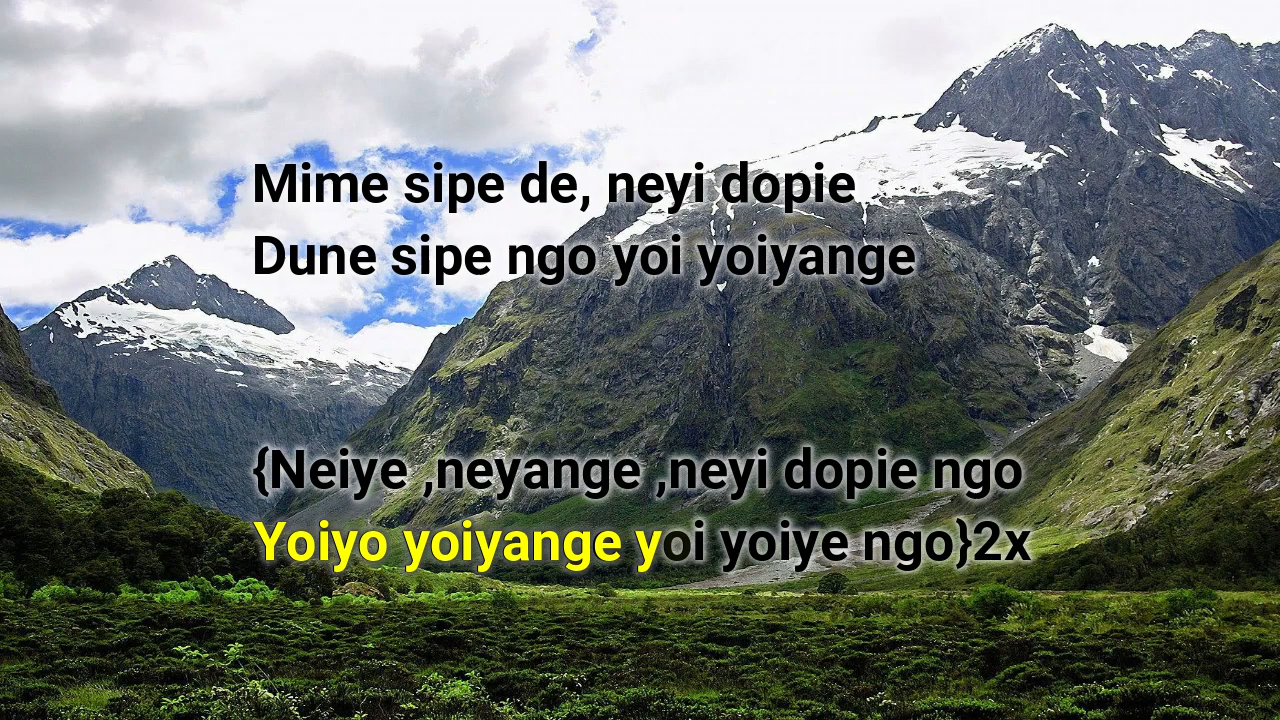 Mime sipe de, neyi dopie
Dune sipe ngo yoi yoiyange
{Neiye ,neyange ,neyi dopie ngo
Yoiyo yoiyange yoi yoiye ngo}2x